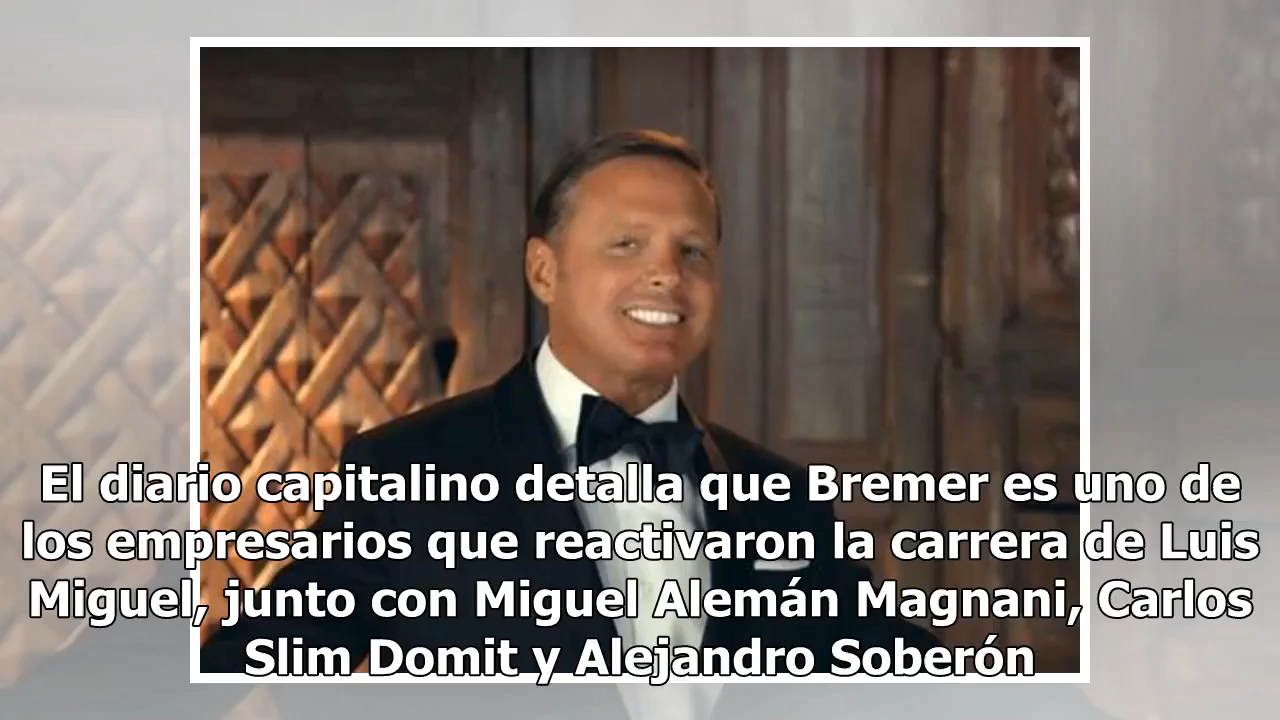 El diario capitalino detalla que Bremer es uno de
los empresarios que reactivaron la carrera de Luis
Miguel, junto con Miguel Alemán Magnani, Carlos
Slim Domit y Alejandro Soberón